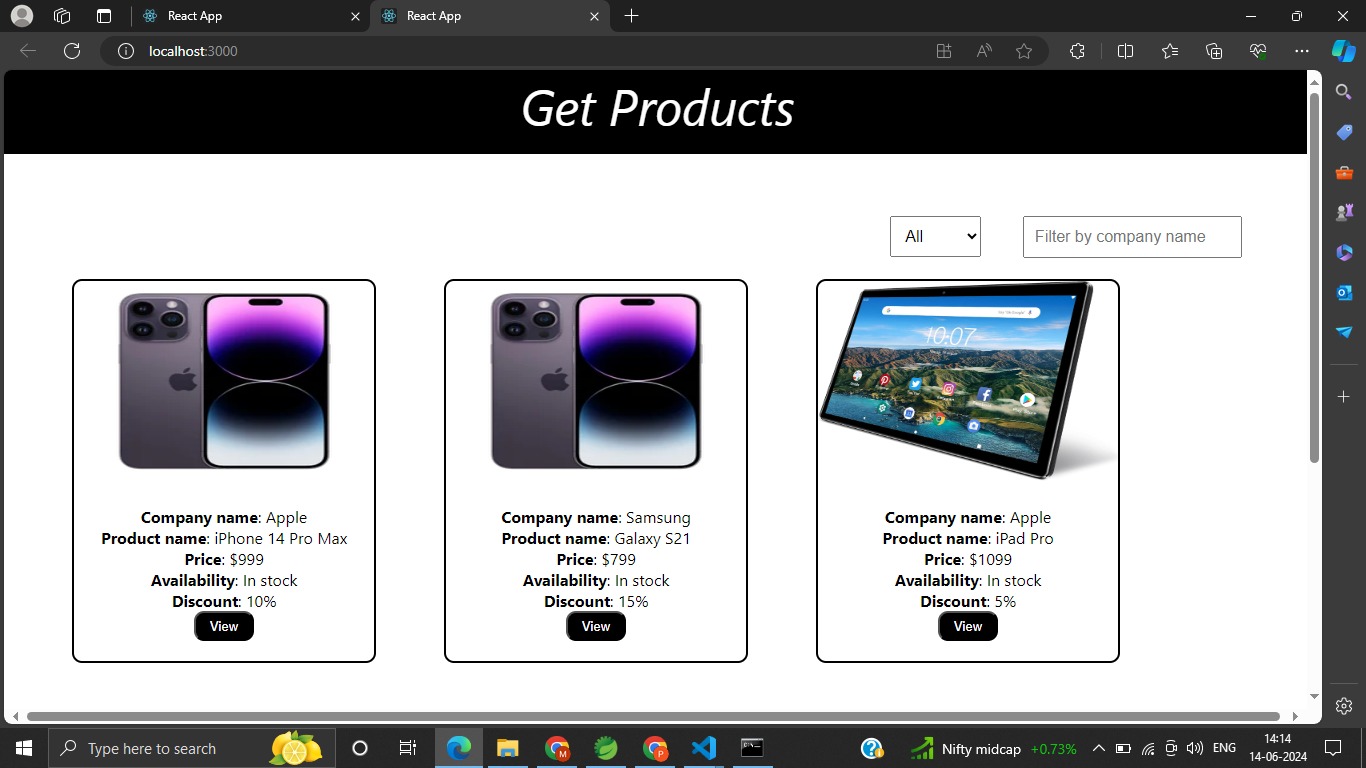 React App
React App
localhost:3000
Get Products
All
Filter by company name
10:07
Company name: Apple
Product name: iPhone 14 Pro Max
Price: $999
Availability: In stock
Discount: 10%
View
Company name: Samsung
Product name: Galaxy S21
Price: $799
Availability: In stock
Discount: 15%
View
Company name: Apple
Product name: iPad Pro
Price: $1099
Availability: In stock
Discount: 5%
View
Type here to search
Nifty midcap +0.73%
ENG
14:14
14-06-2024